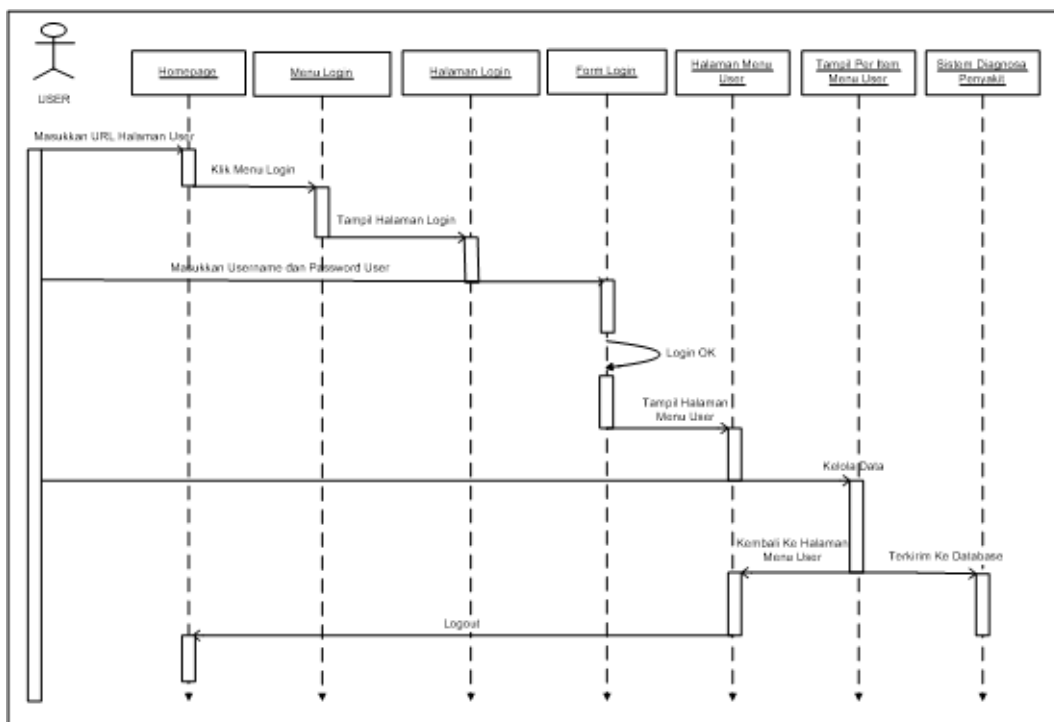 USER
Homepage
Menu Login
Halaman Login
Form Login
Halaman Menu
User
Tampil Per Item
Menu User
Sistem Diagnosa
Penyakit
Masukkan URL Halaman User
Klik Menu Login
Tampil Halaman Login
Masukkan Username dan Password User
Login OK
Tampil Halaman
Menu User
Kelola Data
Kembali Ke Halaman
Menu User
Terkirim Ke Database
Logout